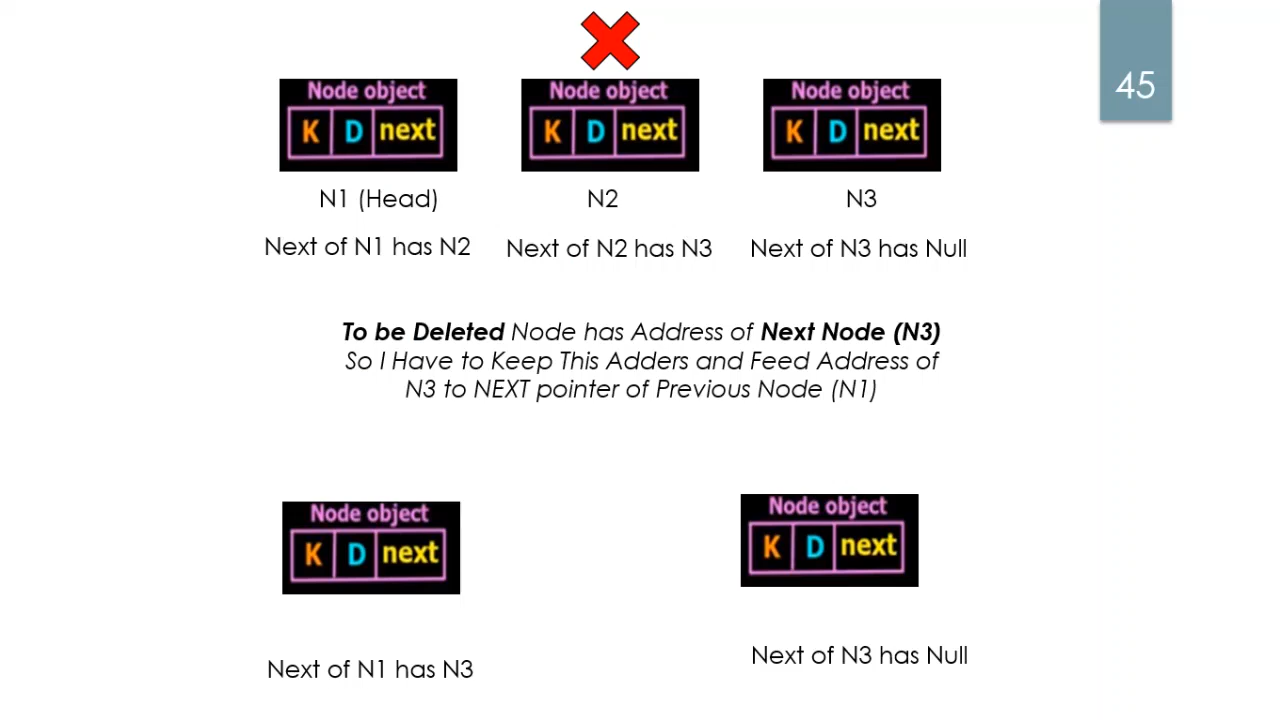 45
Node object
K D next
Node object
K D next
Node object
K D next
N1 (Head)
N2
N3
Next of N1 has N2
Next of N2 has N3
Next of N3 has Null
To be Deleted Node has Address of Next Node (N3)
So I Have to Keep This Adders and Feed Address of
N3 to NEXT pointer of Previous Node (N1)
Node object
K D next
Node object
K D next
Next of N1 has N3
Next of N3 has Null